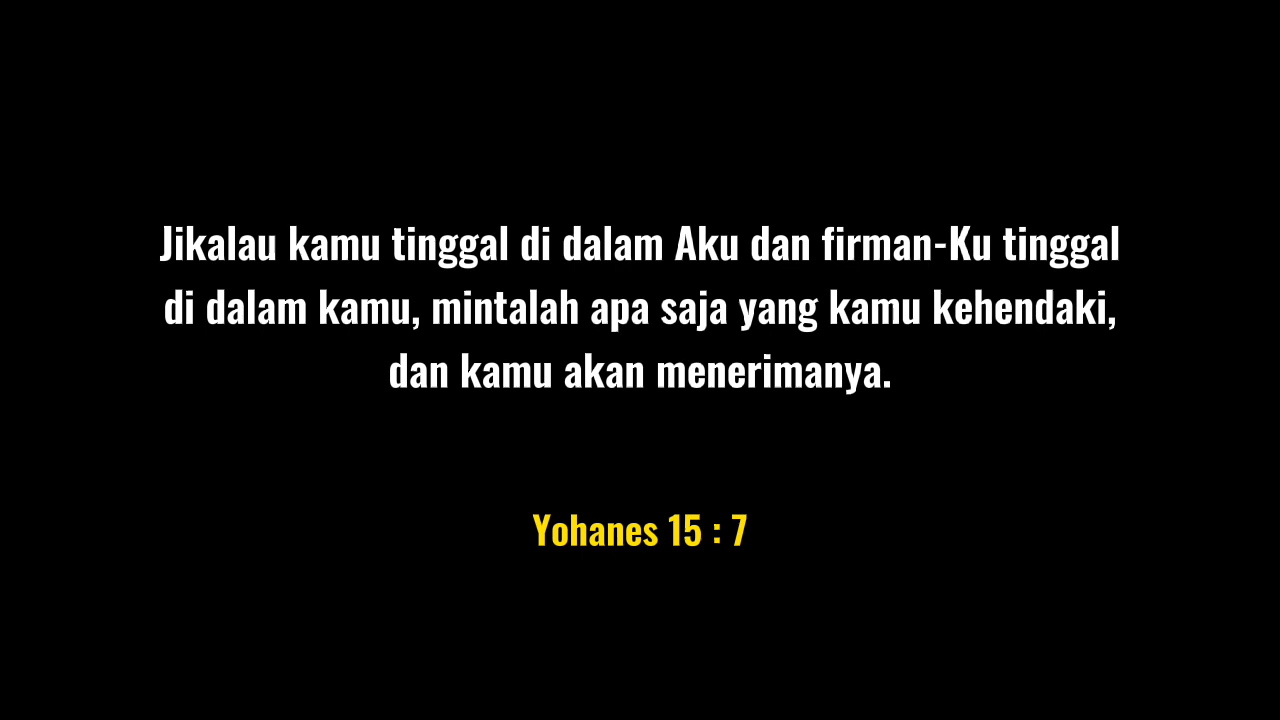 Jikalau kamu tinggal di dalam Aku dan firman-Ku tinggal
di dalam kamu, mintalah apa saja yang kamu kehendaki,
dan kamu akan menerimanya.
Yohanes 15 : 7